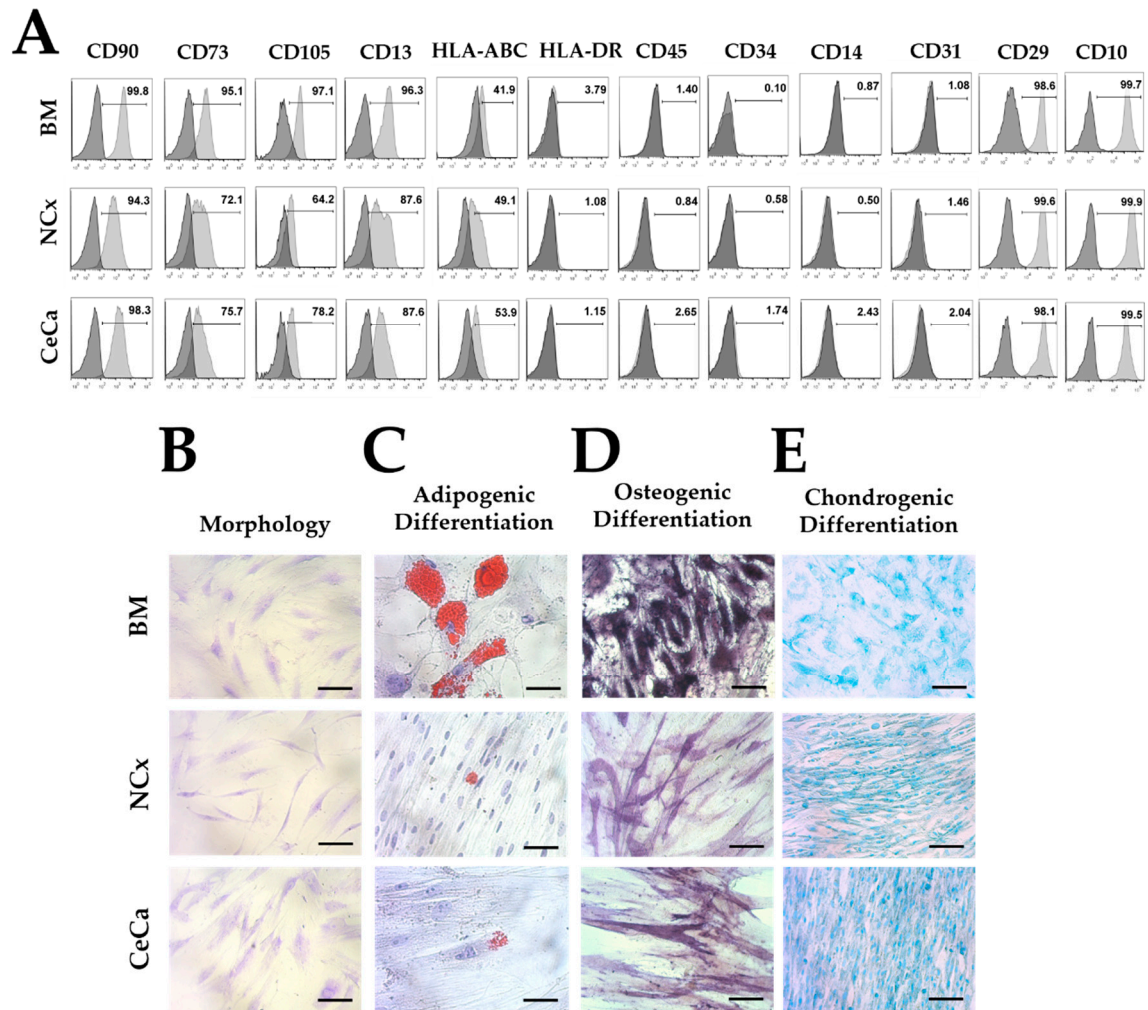 A
CD90 CD73 CD105 CD13 HLA-ABC HLA-DR CD45 CD34 CD14 CD31 CD29 CD10
BM 99.8 95.1 97.1 96.3 41.9 3.79 1.40 0.10 0.87 1.08 98.6 99.7
NCx 94.3 72.1 64.2 87.6 49.1 1.08 0.84 0.58 0.50 1.46 99.6 99.9
CeCa 98.3 75.7 78.2 87.6 53.9 1.15 2.65 1.74 2.43 2.04 98.1 99.5
B C D E
Morphology
Adipogenic
Differentiation
Osteogenic
Differentiation
Chondrogenic
Differentiation
BM
NCx
CeCa